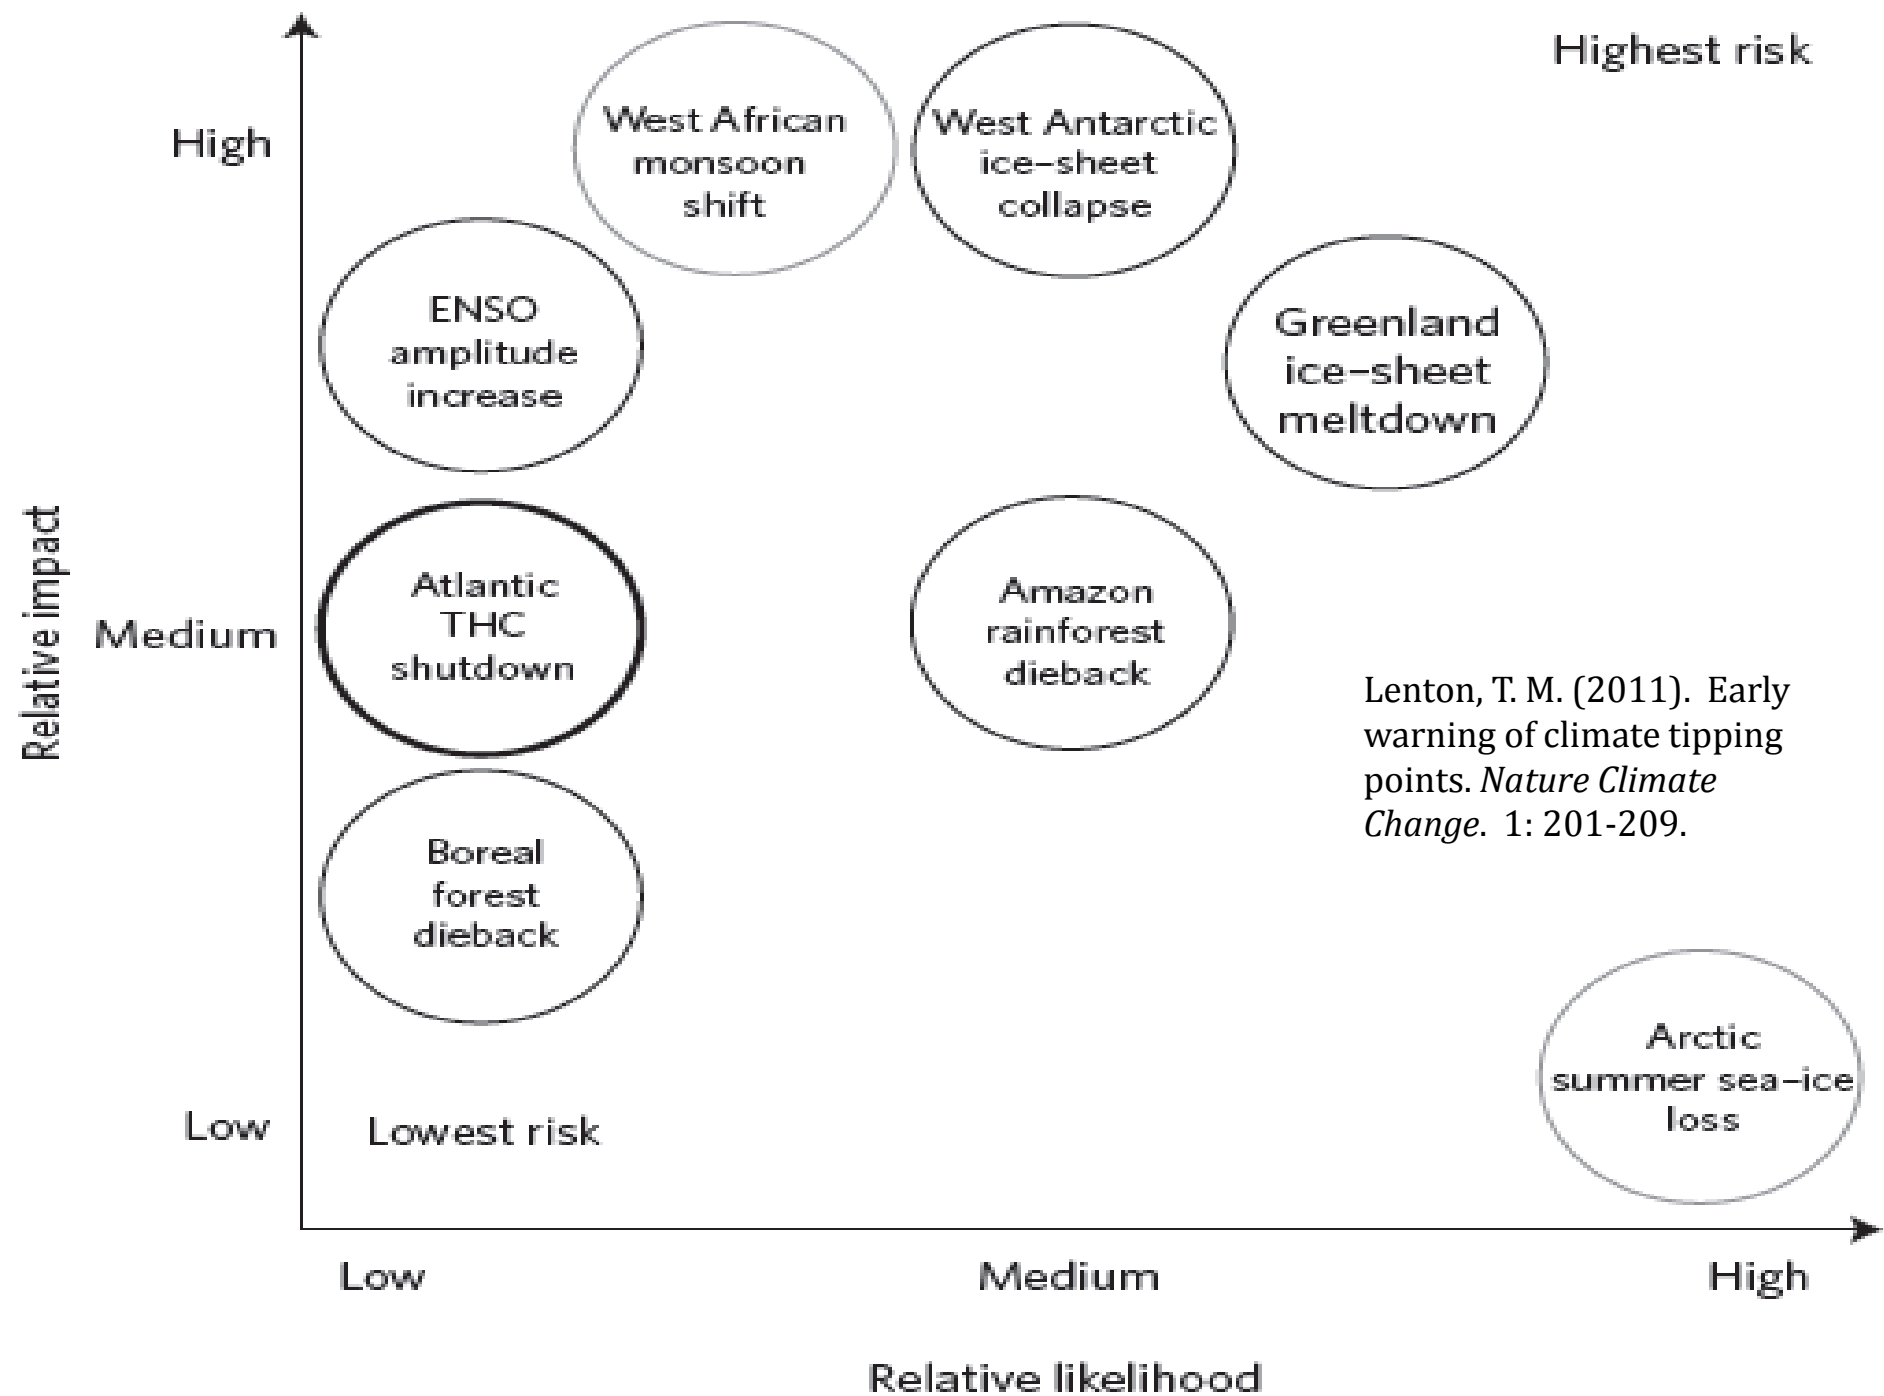 Highest risk
High
West African
monsoon
shift
West Antarctic
ice-sheet
collapse
ENSO
amplitude
increase
Greenland
ice-sheet
meltdown
Relative impact
Medium
Atlantic
THC
shutdown
Amazon
rainforest
dieback
Lenton, T. M. (2011).  Early
warning of climate tipping
points. Nature Climate
Change.  1: 201-209.
Boreal
forest
dieback
Arctic
summer sea-ice
loss
Low
Lowest risk
Low
Medium
High
Relative likelihood